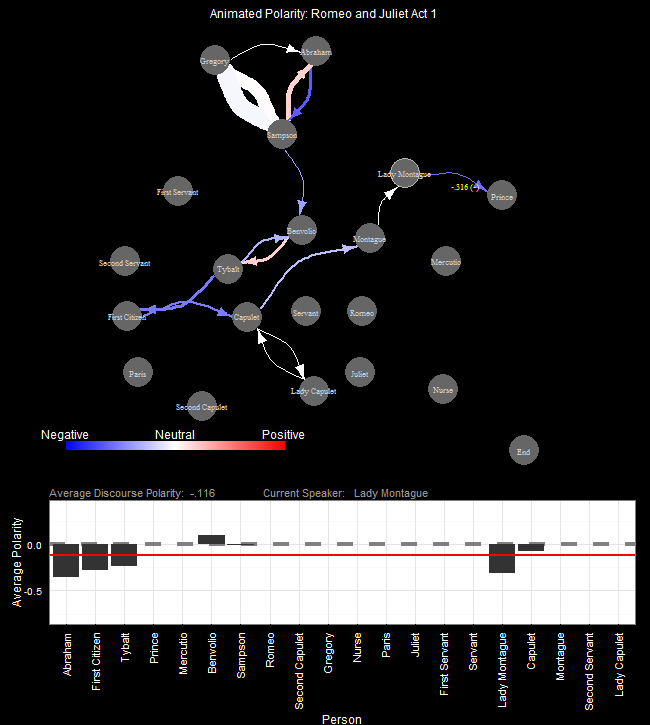 Animated Polarity: Romeo and Juliet Act 1
Gregory
Abraham
Sampson
First Servant
Lady Montague
-.316 (-)
Prince
Benvolio
Montague
Second Servant
Tybalt
Mercutio
First Citizen
Capulet
Servant
Romeo
Paris
Juliet
Lady Capulet
Nurse
Second Capulet
Negative Neutral Positive
End
Average Discourse Polarity: -.116 Current Speaker: Lady Montague
Average Polarity
0.0
-0.5
Abraham
First Citizen
Tybalt
Prince
Mercutio
Benvolio
Sampson
Romeo
Second Capulet
Gregory
Nurse
Paris
Juliet
First Servant
Servant
Lady Montague
Capulet
Montague
Second Servant
Lady Capulet
Person